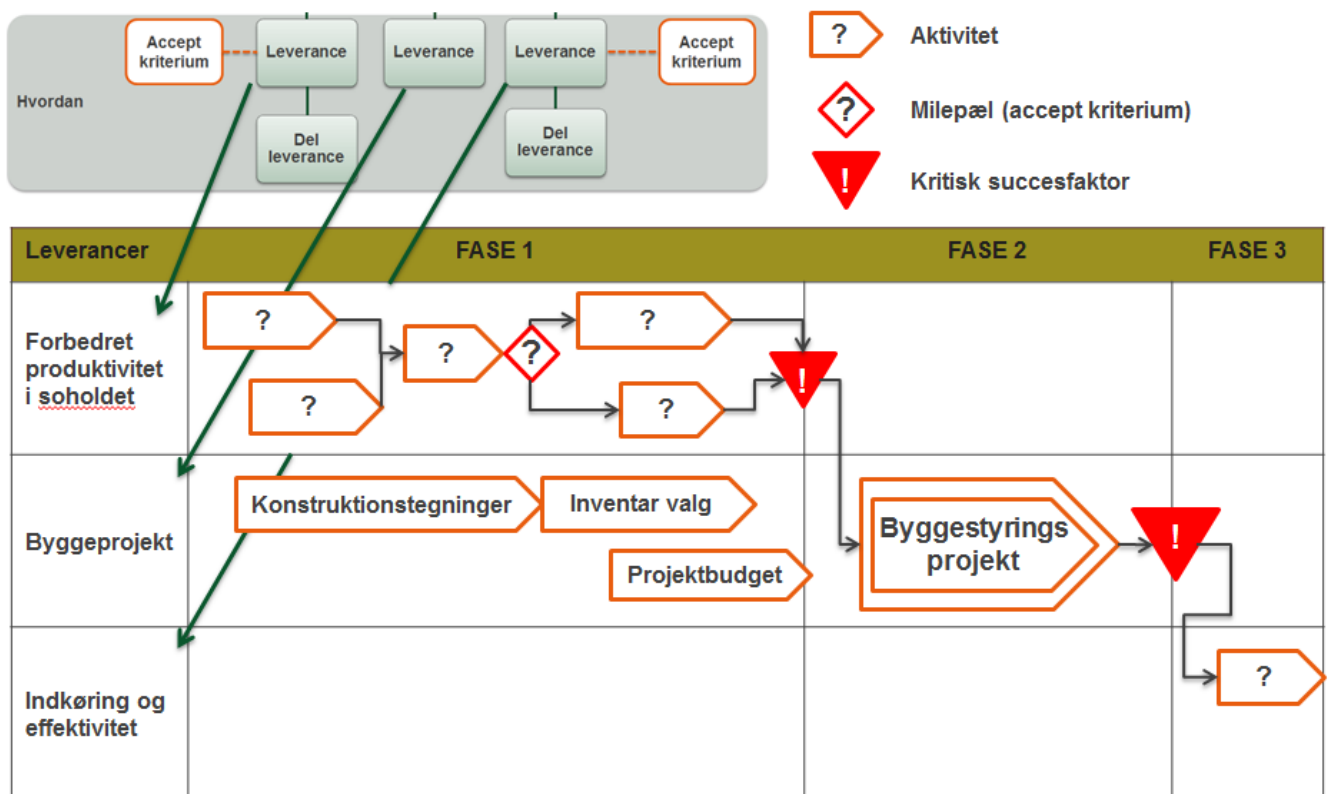 Accept
kriterium
Leverance
Leverance
Leverance
Accept
kriterium
Hvordan
Del
leverance
Del
leverance
? Aktivitet
? Milepæl (accept kriterium)
! Kritisk succesfaktor
Leverancer FASE 1 FASE 2 FASE 3
Forbedret
produktivitet
i soholdet
?
?
?
?
?
?
!
Byggeprojekt
Konstruktionstegninger
Inventar valg
Projektbudget
Byggestyrings
projekt
!
Indkøring og
effektivitet
?